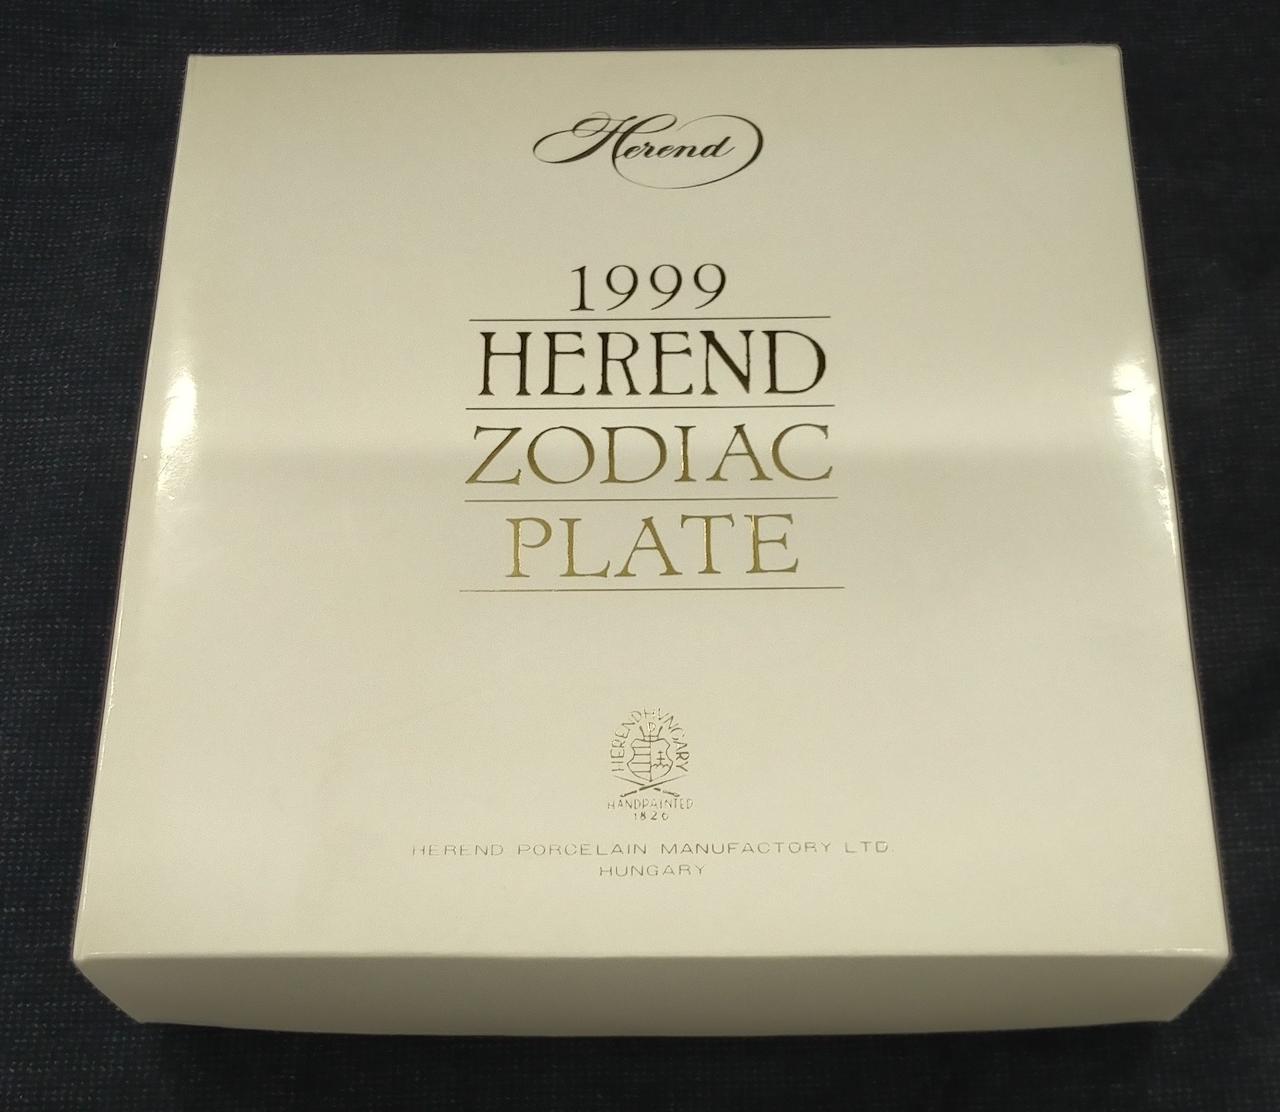 Herend
1999
HEREND
ZODIAC
PLATE
HEREND HUNGARY
HANDPAINTED
1826
HEREND PORCELAIN MANUFACTORY LTD.
HUNGARY